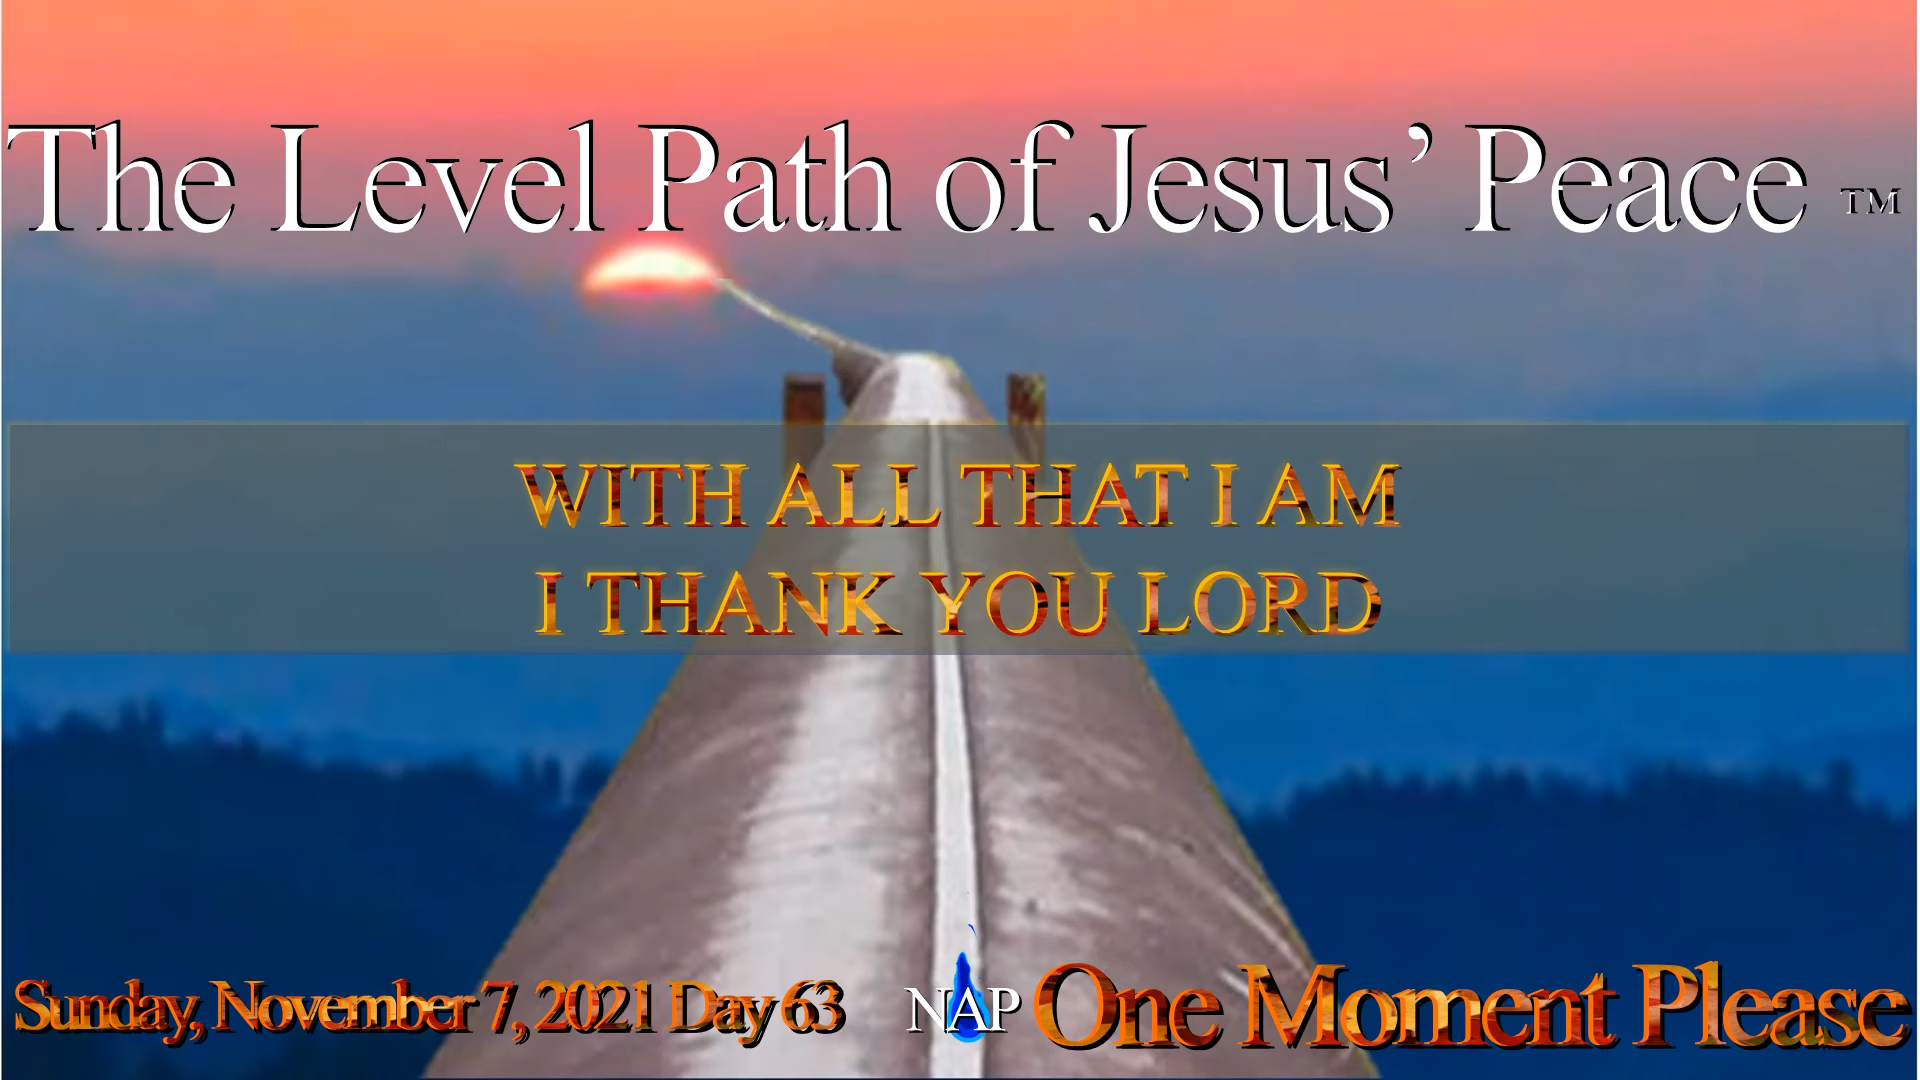 The Level Path of Jesus’ Peace ™
WITH ALL THAT I AM
I THANK YOU LORD
Sunday, November 7, 2021 Day 63 NAP One Moment Please